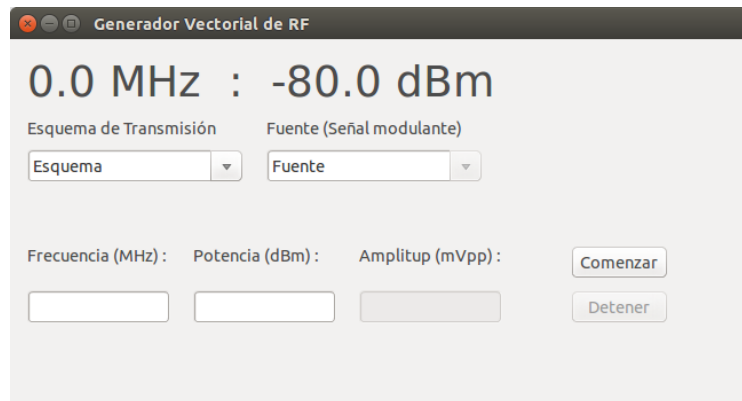 Generador Vectorial de RF
0.0 MHz : -80.0 dBm
Esquema de Transmisión Fuente (Señal modulante)
Esquema Fuente
Frecuencia (MHz) : Potencia (dBm) : Amplitup (mVpp) : Comenzar
Detener